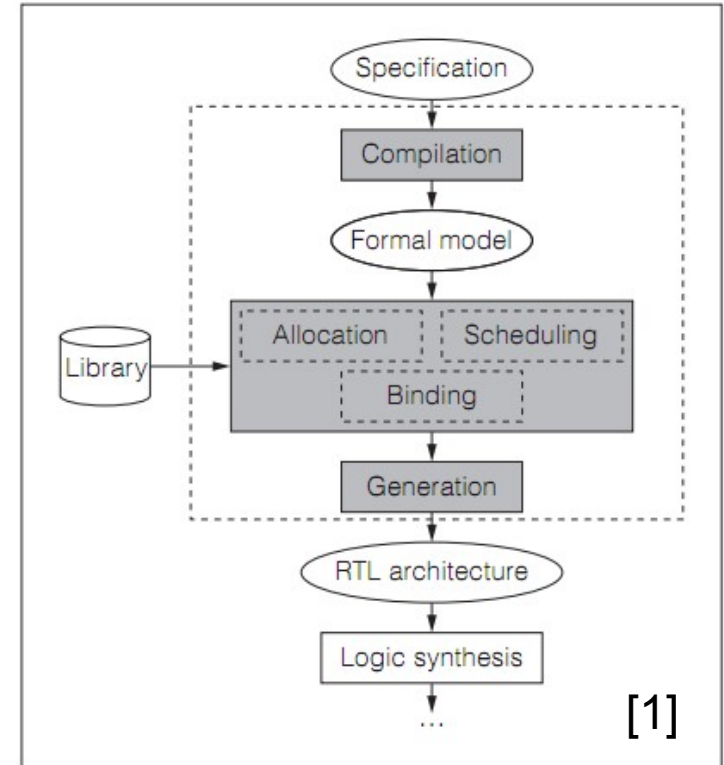 Specification
Compilation
Formal model
Allocation Scheduling
Library
Binding
Generation
RTL architecture
Logic synthesis
...
[1]